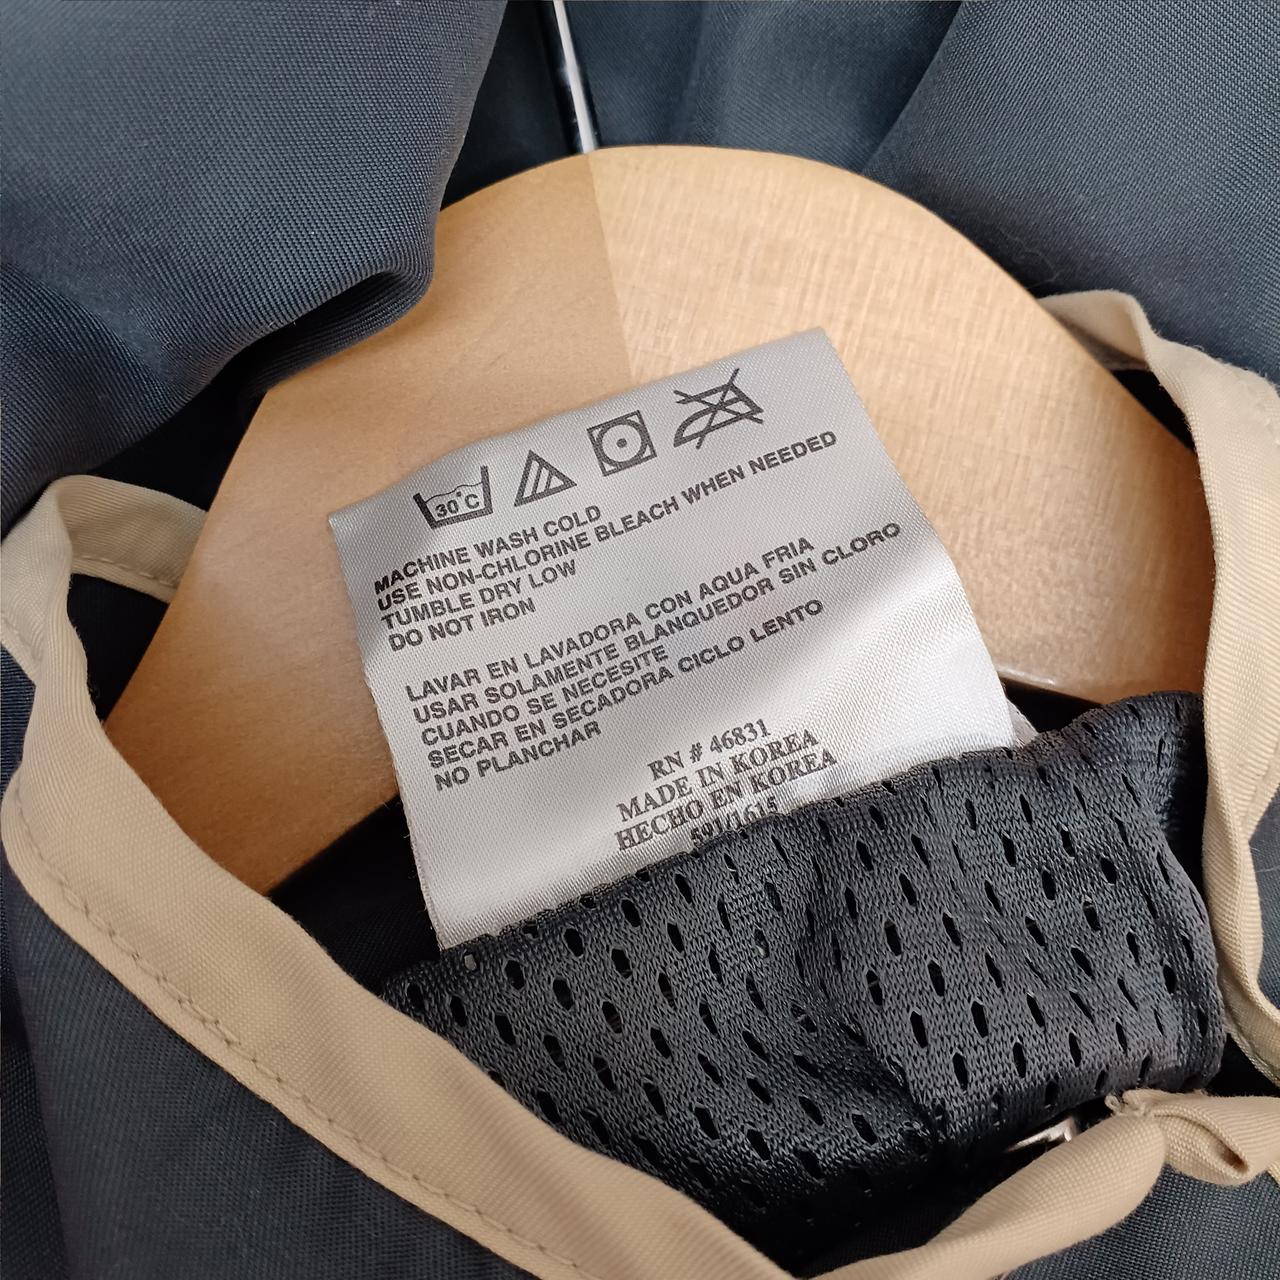 30°C
MACHINE WASH COLD
USE NON-CHLORINE BLEACH WHEN NEEDED
TUMBLE DRY LOW
DO NOT IRON
LAVAR EN LAVADORA CON AQUA FRIA
USAR SOLAMENTE BLANQUEDOR SIN CLORO
CUANDO SE NECESITE
SECAR EN SECADORA CICLO LENTO
NO PLANCHAR
RN # 46831
MADE IN KOREA
HECHO EN KOREA
591/1615